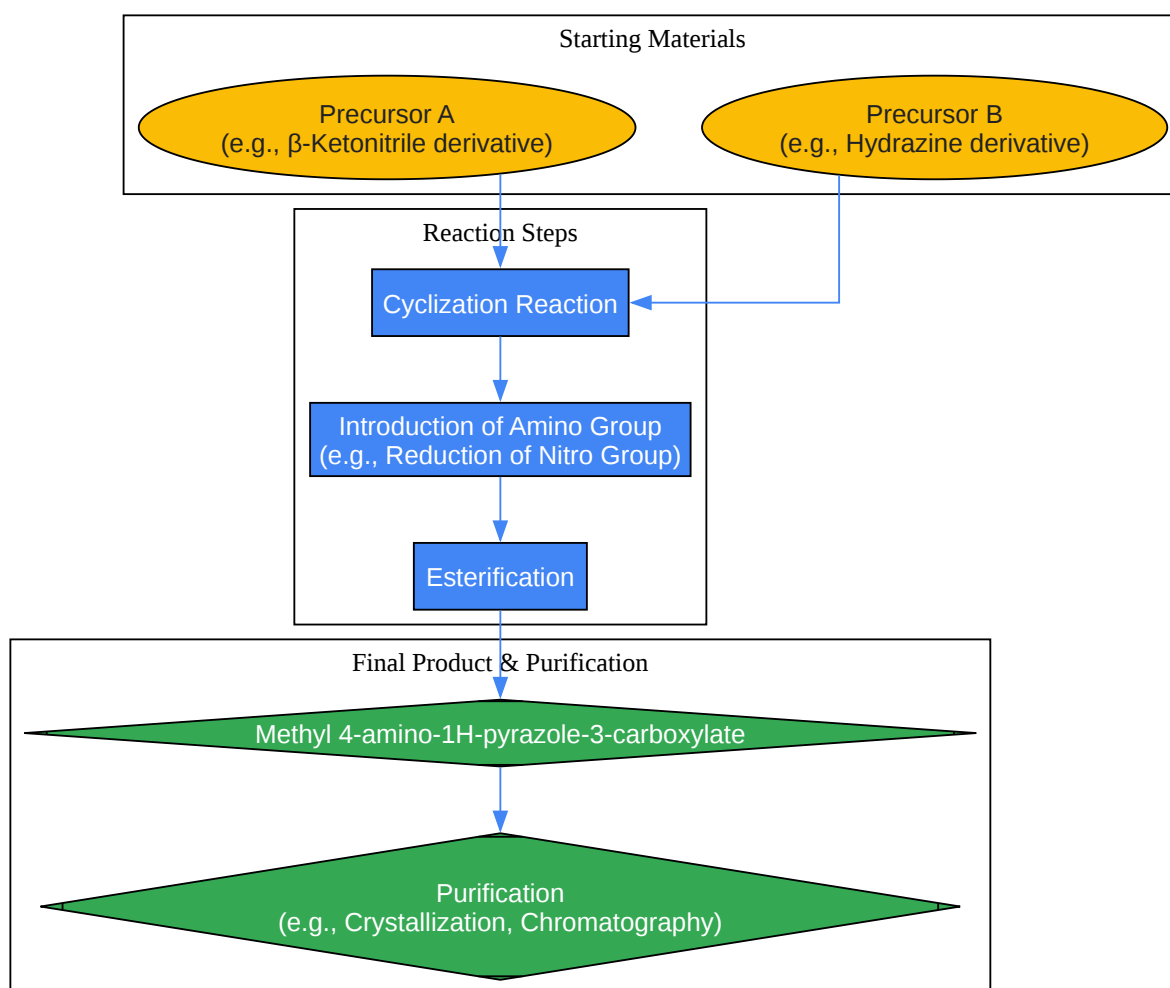 Starting Materials
Precursor A
(e.g., β-Ketonitrile derivative)
Precursor B
(e.g., Hydrazine derivative)
Reaction Steps
Cyclization Reaction
Introduction of Amino Group
(e.g., Reduction of Nitro Group)
Esterification
Final Product & Purification
Methyl 4-amino-1H-pyrazole-3-carboxylate
Purification
(e.g., Crystallization, Chromatography)